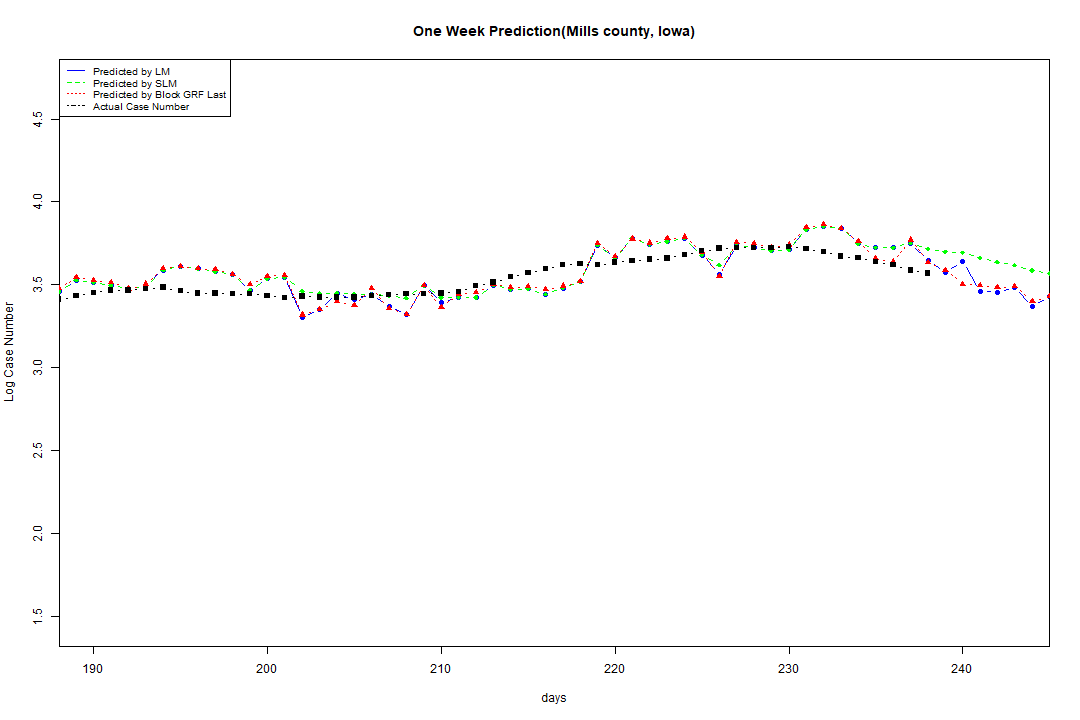 One Week Prediction(Mills county, Iowa)
Predicted by LM
Predicted by SLM
Predicted by Block GRF Last
Actual Case Number
4.5
4.0
3.5
3.0
2.5
2.0
1.5
Log Case Number
190 200 210 220 230 240
days